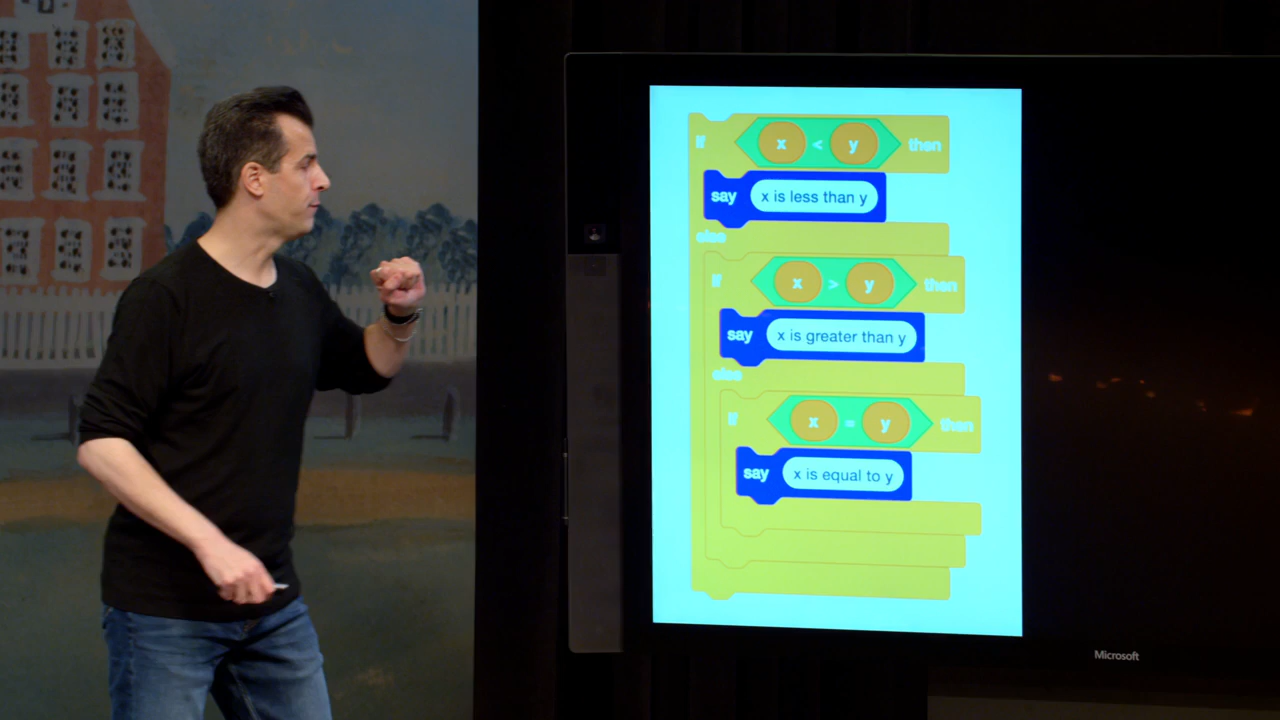 if x < y then
say x is less than y
else
if x > y then
say x is greater than y
else
if x = y then
say x is equal to y
Microsoft